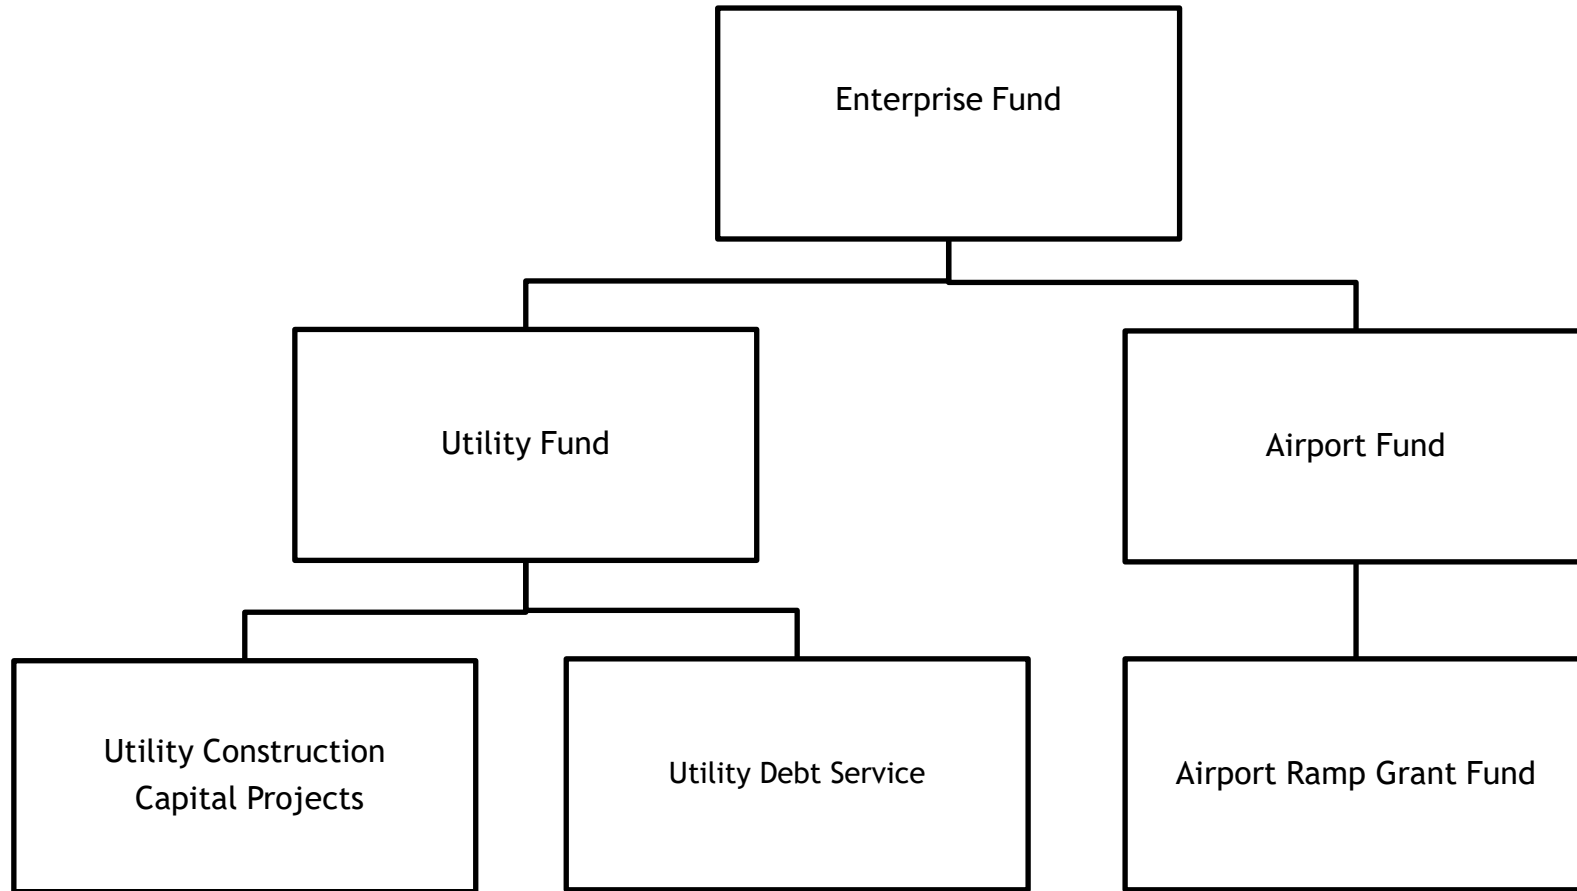 Enterprise Fund
Utility Fund
Airport Fund
Utility Construction
Capital Projects
Utility Debt Service
Airport Ramp Grant Fund